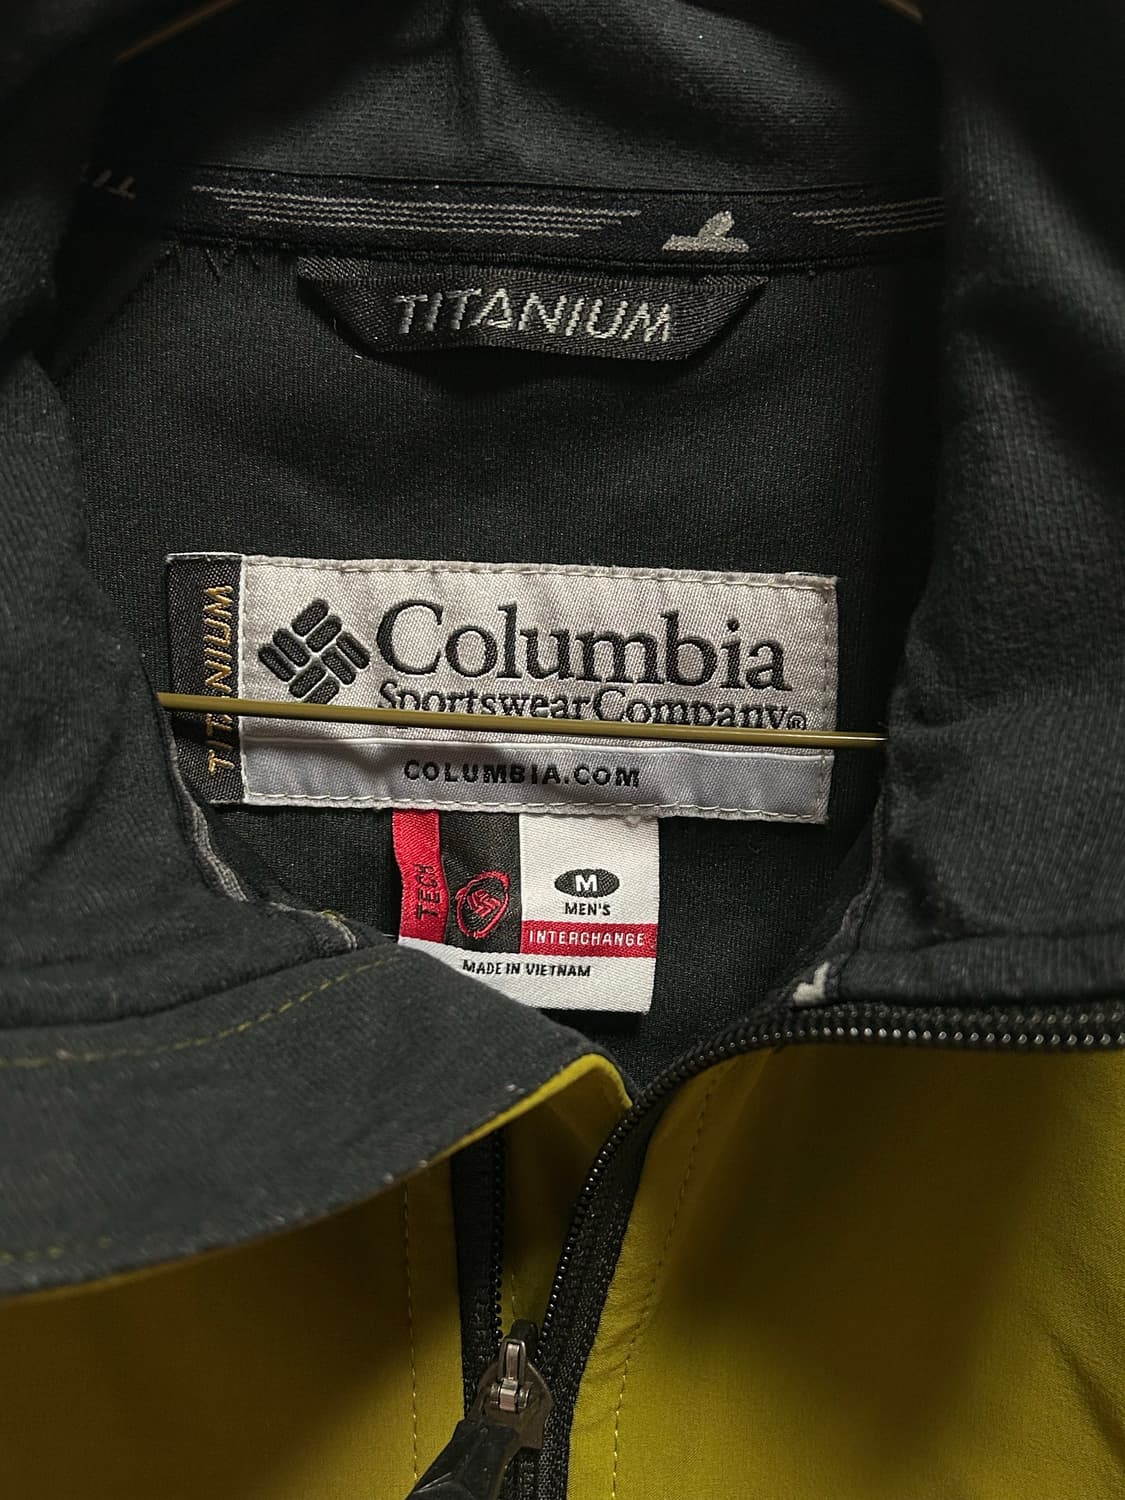 TITANIUM
TITANIUM
Columbia
Sportswear Company®
COLUMBIA.COM
TECH
M
MEN'S
INTERCHANGE
MADE IN VIETNAM